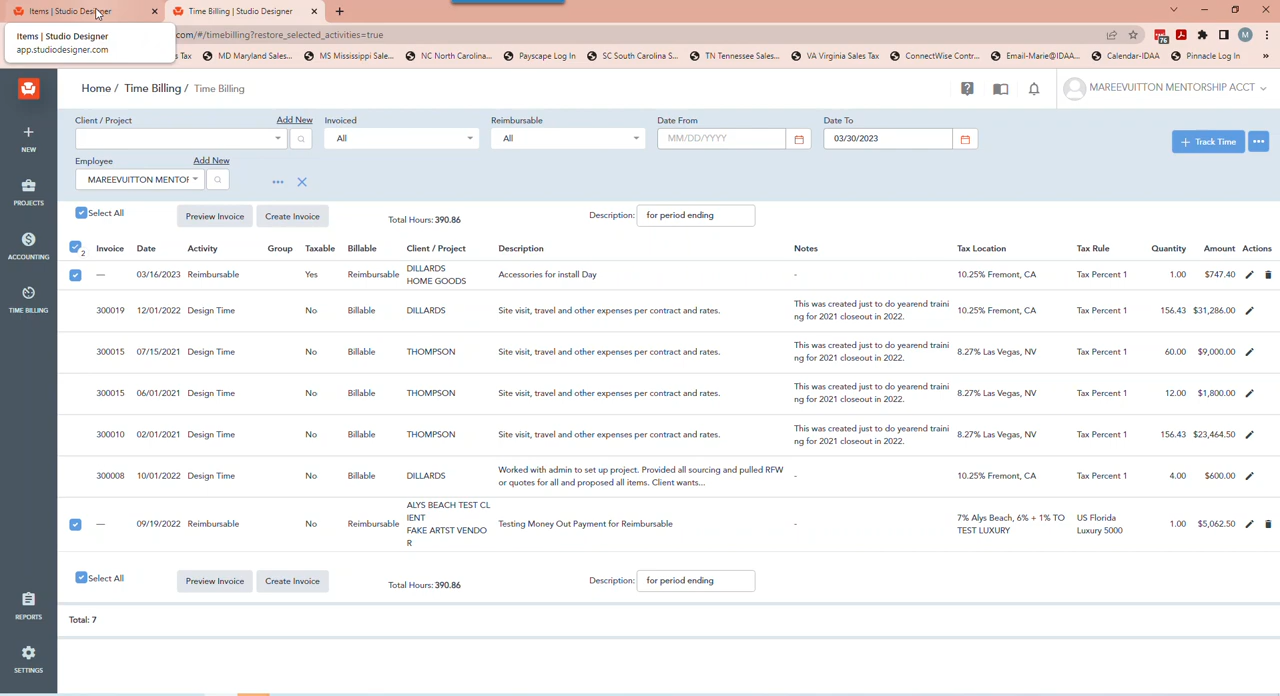 Items | Studio Designer
Time Billing | Studio Designer
Items | Studio Designer
app.studiodesigner.com
com/#/timebilling?restore_selected_activities=true
s Tax
MD Maryland Sales...
MS Mississippi Sale...
NC North Carolina...
Payscape Log In
SC South Carolina S...
TN Tennessee Sales...
VA Virginia Sales Tax
ConnectWise Contr...
Email-Marie@IDAA...
Calendar-IDAA
Pinnacle Log In
Home / Time Billing / Time Billing
MAREEVUITTON MENTORSHIP ACCT
NEW
PROJECTS
ACCOUNTING
TIME BILLING
REPORTS
SETTINGS
Client / Project Add New Invoiced Reimbursable Date From Date To
All All MM/DD/YYYY 03/30/2023
+ Track Time
Employee Add New
MAREEVUITTON MENTOR
Select All Preview Invoice Create Invoice Total Hours: 390.86 Description: for period ending
2 Invoice Date Activity Group Taxable Billable Client / Project Description Notes Tax Location Tax Rule Quantity Amount Actions
— 03/16/2023 Reimbursable Yes Reimbursable DILLARDS
HOME GOODS Accessories for install Day - 10.25% Fremont, CA Tax Percent 1 1.00 $747.40
300019 12/01/2022 Design Time No Billable DILLARDS Site visit, travel and other expenses per contract and rates. This was created just to do yearend traini
ng for 2021 closeout in 2022. 10.25% Fremont, CA Tax Percent 1 156.43 $31,286.00
300015 07/15/2021 Design Time No Billable THOMPSON Site visit, travel and other expenses per contract and rates. This was created just to do yearend traini
ng for 2021 closeout in 2022. 8.27% Las Vegas, NV Tax Percent 1 60.00 $9,000.00
300015 06/01/2021 Design Time No Billable THOMPSON Site visit, travel and other expenses per contract and rates. This was created just to do yearend traini
ng for 2021 closeout in 2022. 8.27% Las Vegas, NV Tax Percent 1 12.00 $1,800.00
300010 02/01/2021 Design Time No Billable THOMPSON Site visit, travel and other expenses per contract and rates. This was created just to do yearend traini
ng for 2021 closeout in 2022. 8.27% Las Vegas, NV Tax Percent 1 156.43 $23,464.50
300008 10/01/2022 Design Time No Billable DILLARDS Worked with admin to set up project. Provided all sourcing and pulled RFW
or quotes for all and proposed all items. Client wants... - 10.25% Fremont, CA Tax Percent 1 4.00 $600.00
— 09/19/2022 Reimbursable No Reimbursable ALYS BEACH TEST CL
IENT
FAKE ARTST VENDO
R Testing Money Out Payment for Reimbursable - 7% Alys Beach, 6% + 1% TO
TEST LUXURY US Florida
Luxury 5000 1.00 $5,062.50
Select All Preview Invoice Create Invoice Total Hours: 390.86 Description: for period ending
Total: 7